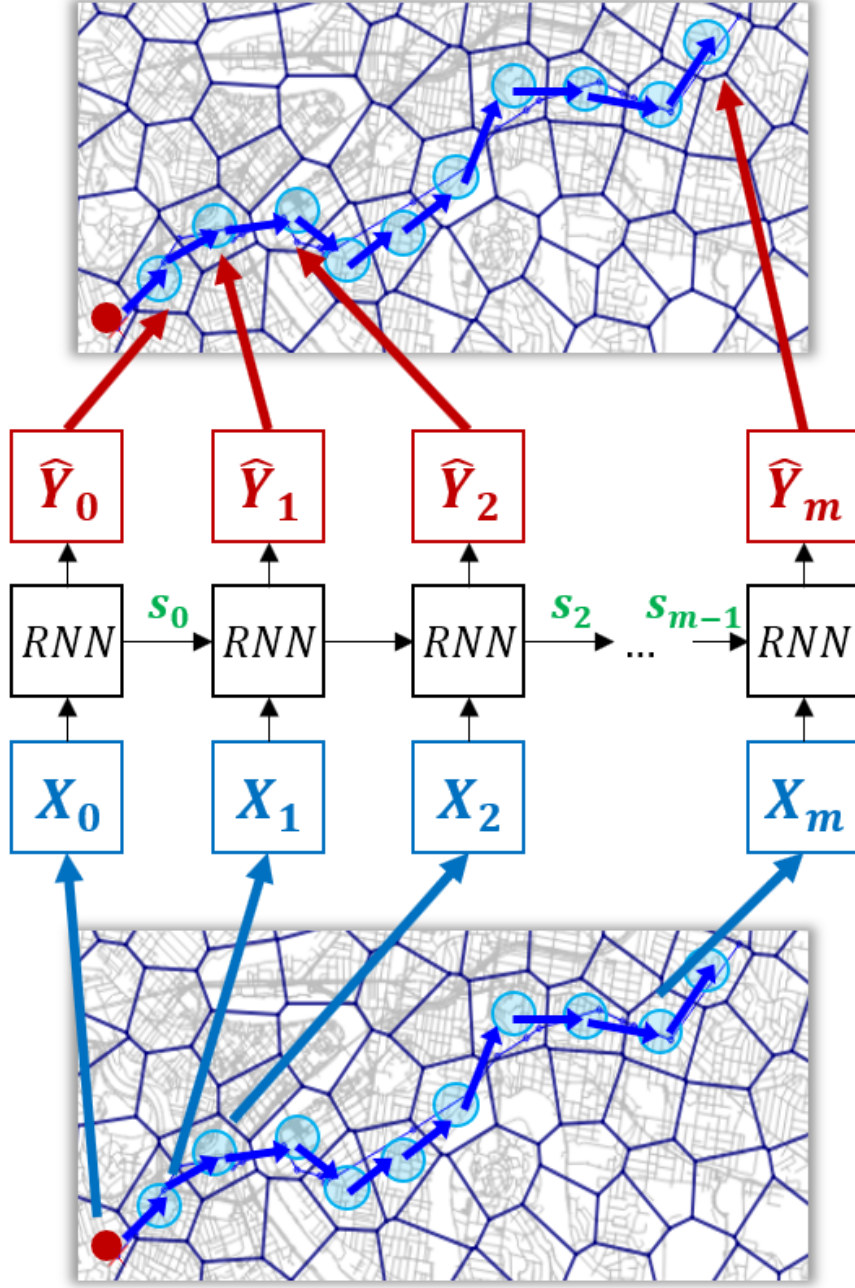 Ŷ₀ Ŷ₁ Ŷ₂ Ŷₘ
s₀ s₂ sₘ₋₁
RNN RNN RNN ... RNN
X₀ X₁ X₂ Xₘ